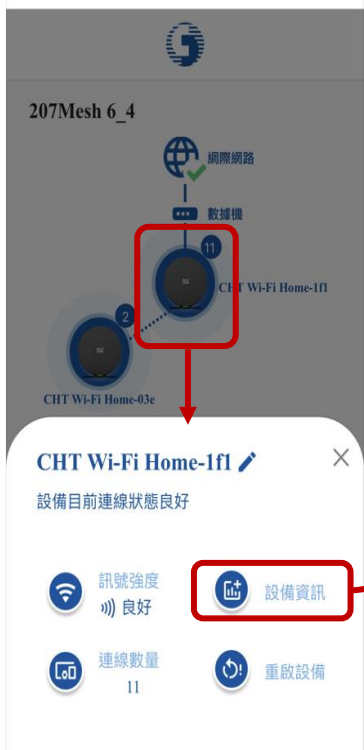 207Mesh 6_4
網際網路
數據機
11
CHT Wi-Fi Home-1f1
2
CHT Wi-Fi Home-03e
CHT Wi-Fi Home-1f1
設備目前連線狀態良好
訊號強度
良好
設備資訊
連線數量
11
重啟設備